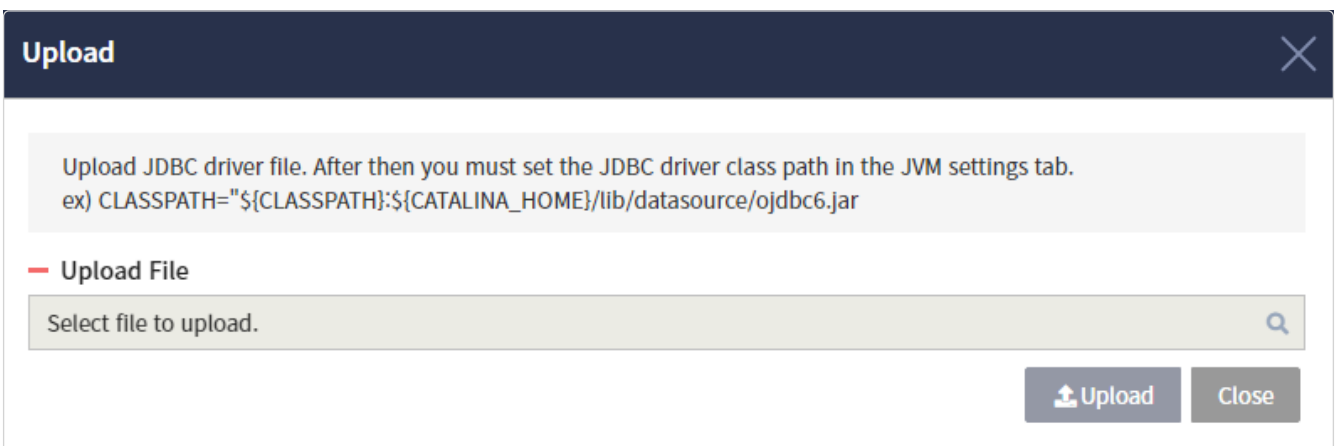 Upload
Upload JDBC driver file. After then you must set the JDBC driver class path in the JVM settings tab.
ex) CLASSPATH="${CLASSPATH}:${CATALINA_HOME}/lib/datasource/ojdbc6.jar
Upload File
Select file to upload.
Upload Close